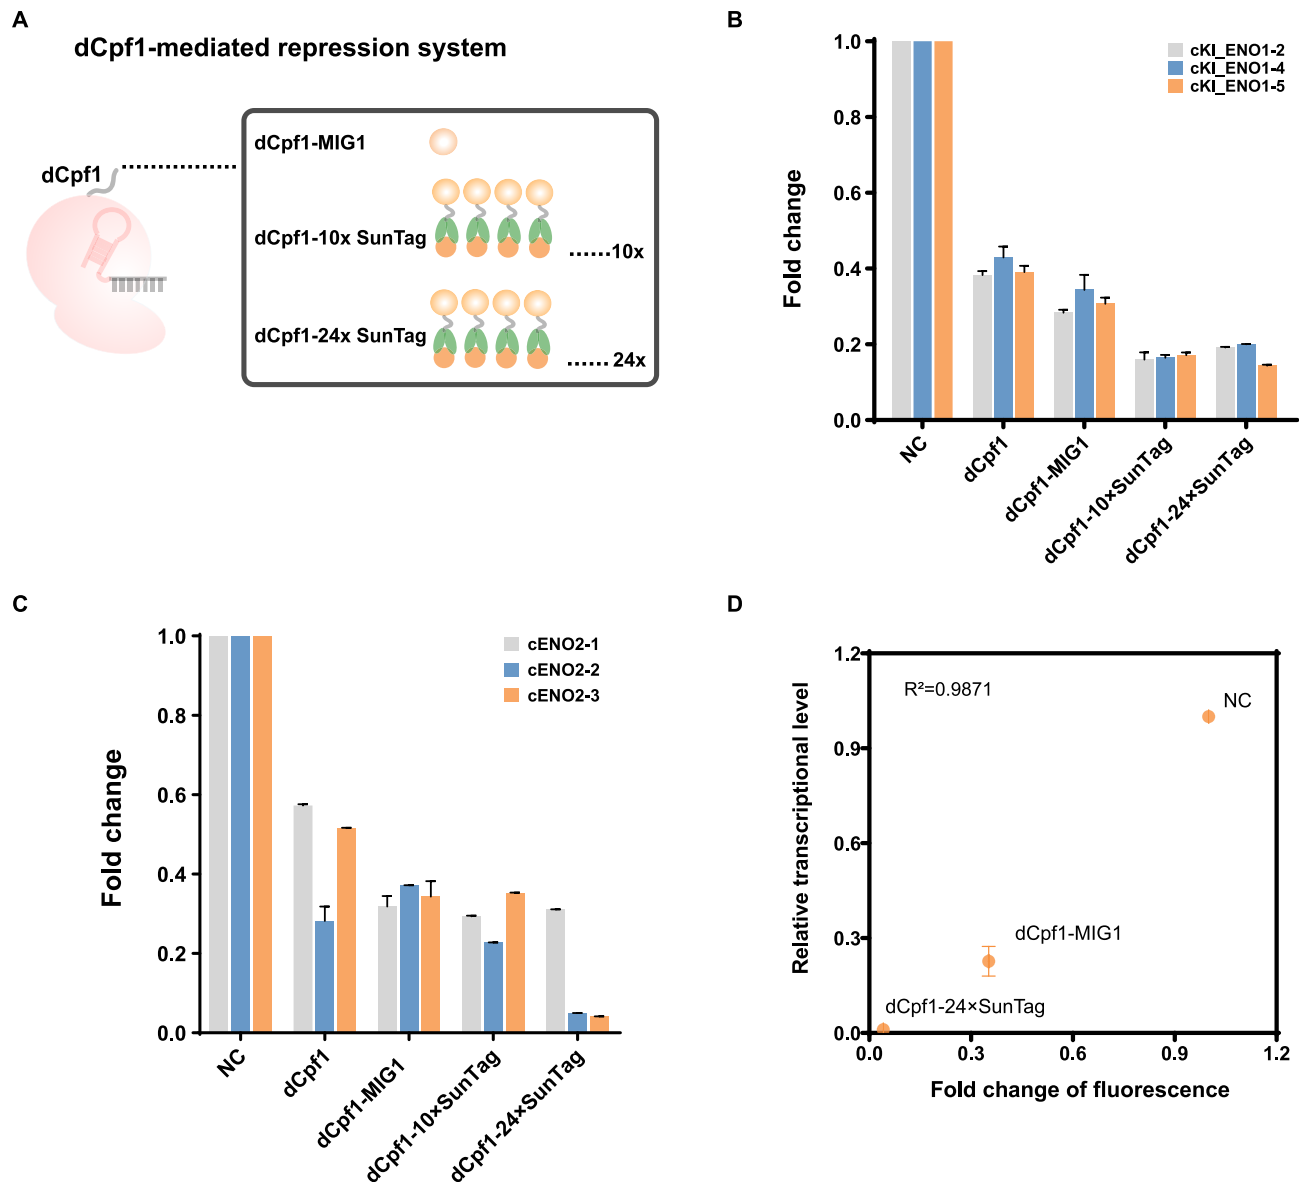 A
dCpf1-mediated repression system
dCpf1
dCpf1-MIG1
dCpf1-10x SunTag
10x
dCpf1-24x SunTag
24x
B
Fold change
1.0
0.8
0.6
0.4
0.2
0.0
cKI_ENO1-2
cKI_ENO1-4
cKI_ENO1-5
NC
dCpf1
dCpf1-MIG1
dCpf1-10×SunTag
dCpf1-24×SunTag
C
Fold change
1.0
0.8
0.6
0.4
0.2
0.0
cENO2-1
cENO2-2
cENO2-3
NC
dCpf1
dCpf1-MIG1
dCpf1-10×SunTag
dCpf1-24×SunTag
D
Relative transcriptional level
1.2
0.9
0.6
0.3
0.0
R²=0.9871
NC
dCpf1-MIG1
dCpf1-24×SunTag
0.0
0.3
0.6
0.9
1.2
Fold change of fluorescence